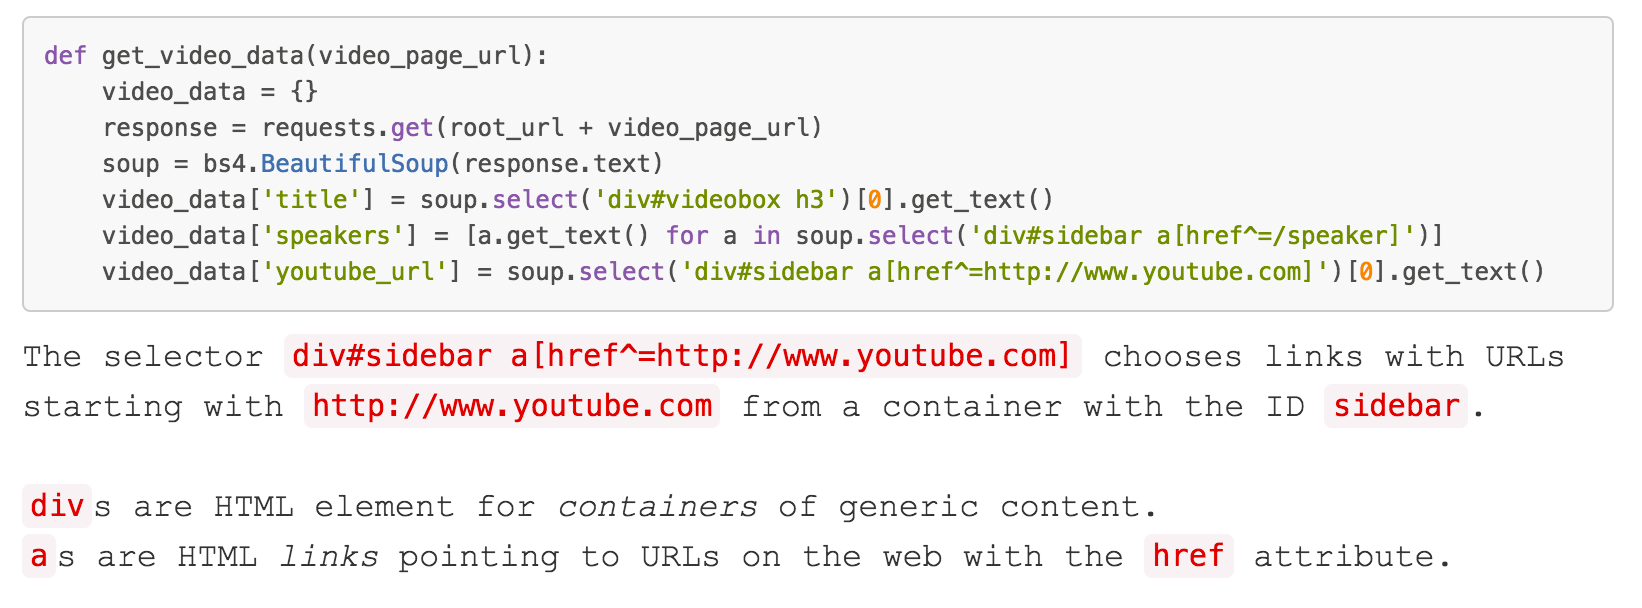 def get_video_data(video_page_url):
    video_data = {}
    response = requests.get(root_url + video_page_url)
    soup = bs4.BeautifulSoup(response.text)
    video_data['title'] = soup.select('div#videobox h3')[0].get_text()
    video_data['speakers'] = [a.get_text() for a in soup.select('div#sidebar a[href^=/speaker]')]
    video_data['youtube_url'] = soup.select('div#sidebar a[href^=http://www.youtube.com]')[0].get_text()
The selector div#sidebar a[href^=http://www.youtube.com] chooses links with URLs
starting with http://www.youtube.com from a container with the ID sidebar.
divs are HTML element for containers of generic content.
as are HTML links pointing to URLs on the web with the href attribute.